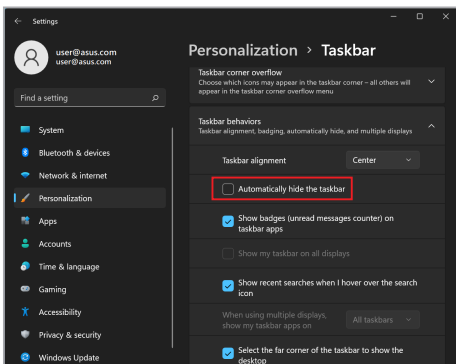 Settings
user@asus.com
user@asus.com
Find a setting
System
Bluetooth & devices
Network & internet
Personalization
Apps
Accounts
Time & language
Gaming
Accessibility
Privacy & security
Windows Update
Personalization > Taskbar
Taskbar corner overflow
Choose which icons may appear in the taskbar corner – all others will
appear in the taskbar corner overflow menu
Taskbar behaviors
Taskbar alignment, badging, automatically hide, and multiple displays
Taskbar alignment
Center
Automatically hide the taskbar
Show badges (unread messages counter) on
taskbar apps
Show my taskbar on all displays
Show recent searches when I hover over the search
icon
When using multiple displays,
show my taskbar apps on
All taskbars
Select the far corner of the taskbar to show the
desktop